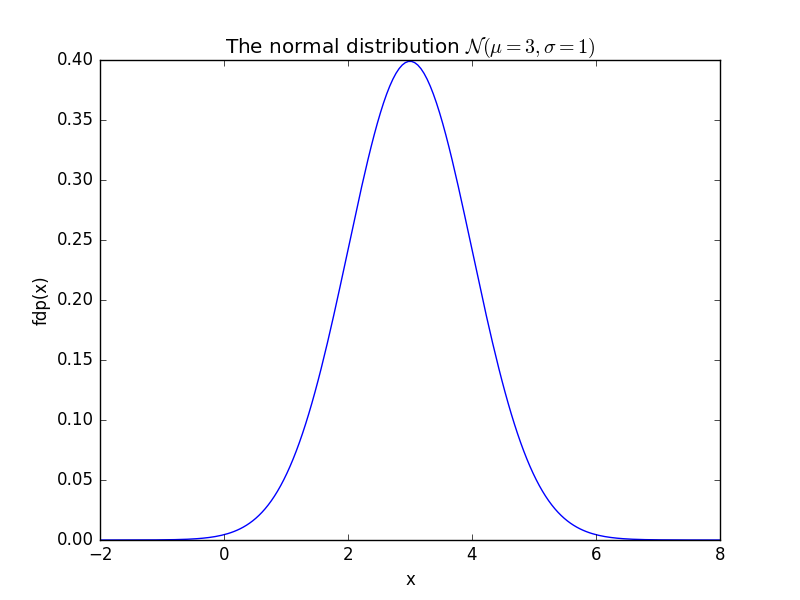 The normal distribution 𝒩(μ = 3, σ = 1)
0.40
0.35
0.30
0.25
0.20
0.15
0.10
0.05
0.00
fdp(x)
−2 0 2 4 6 8
x